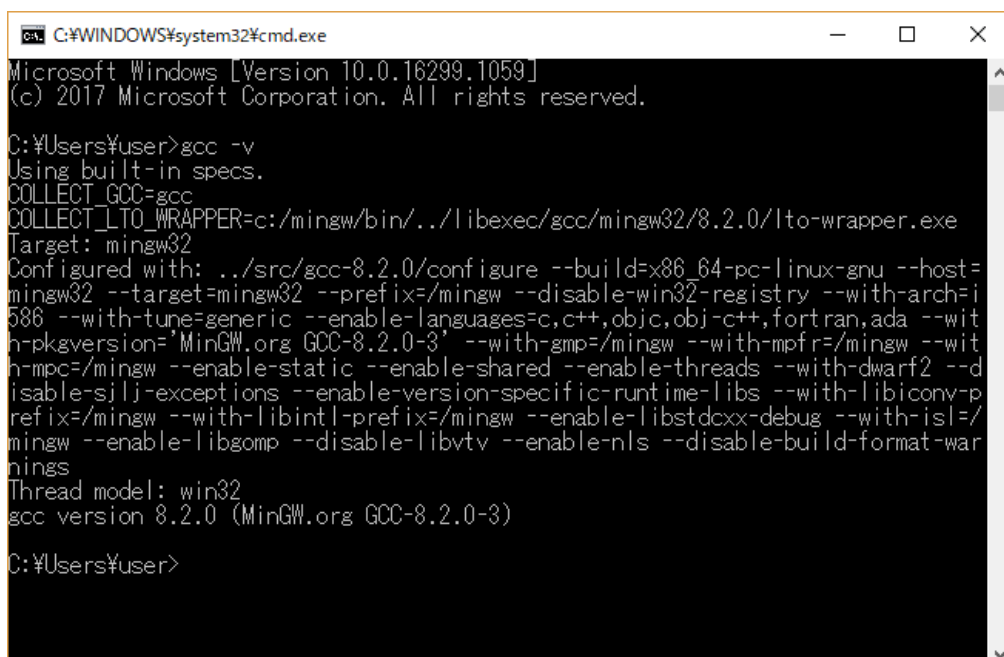 C:¥WINDOWS¥system32¥cmd.exe
Microsoft Windows [Version 10.0.16299.1059]
(c) 2017 Microsoft Corporation. All rights reserved.
C:¥Users¥user>gcc -v
Using built-in specs.
COLLECT_GCC=gcc
COLLECT_LTO_WRAPPER=c:/mingw/bin/../libexec/gcc/mingw32/8.2.0/lto-wrapper.exe
Target: mingw32
Configured with: ../src/gcc-8.2.0/configure --build=x86_64-pc-linux-gnu --host=
mingw32 --target=mingw32 --prefix=/mingw --disable-win32-registry --with-arch=i
586 --with-tune=generic --enable-languages=c,c++,objc,obj-c++,fortran,ada --wit
h-pkgversion='MinGW.org GCC-8.2.0-3' --with-gmp=/mingw --with-mpfr=/mingw --wit
h-mpc=/mingw --enable-static --enable-shared --enable-threads --with-dwarf2 --d
isable-sjlj-exceptions --enable-version-specific-runtime-libs --with-libiconv-p
refix=/mingw --with-libintl-prefix=/mingw --enable-libstdcxx-debug --with-isl=/
mingw --enable-libgomp --disable-libvtv --enable-nls --disable-build-format-war
nings
Thread model: win32
gcc version 8.2.0 (MinGW.org GCC-8.2.0-3)
C:¥Users¥user>